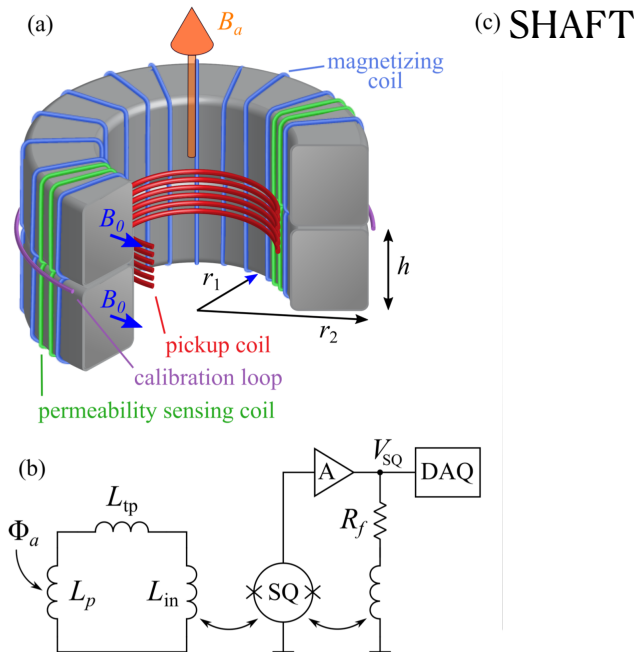 (a)
B_a
(c) SHAFT
magnetizing
coil
B_0
r_1
h
B_0
r_2
pickup coil
calibration loop
permeability sensing coil
(b)
V_SQ
A
DAQ
L_tp
R_f
Φ_a
L_p
L_in
SQ